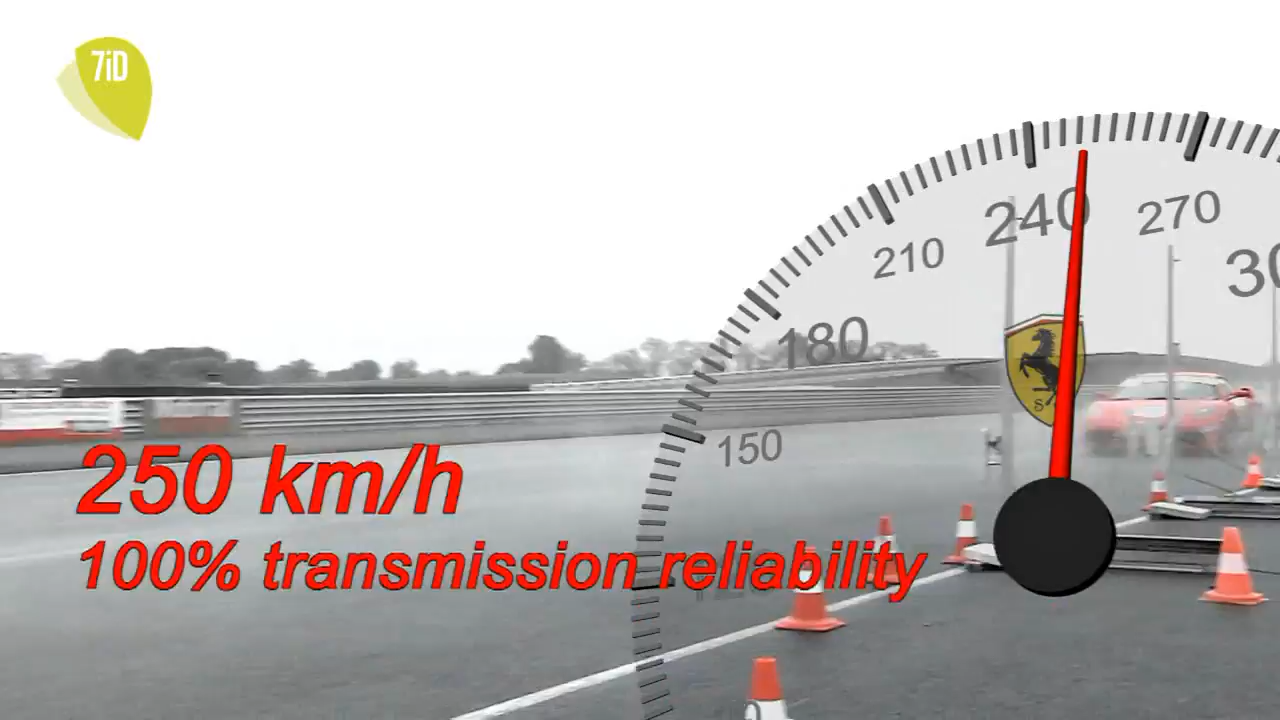 7iD
240
270
30
210
180
S
150
250 km/h
100% transmission reliability